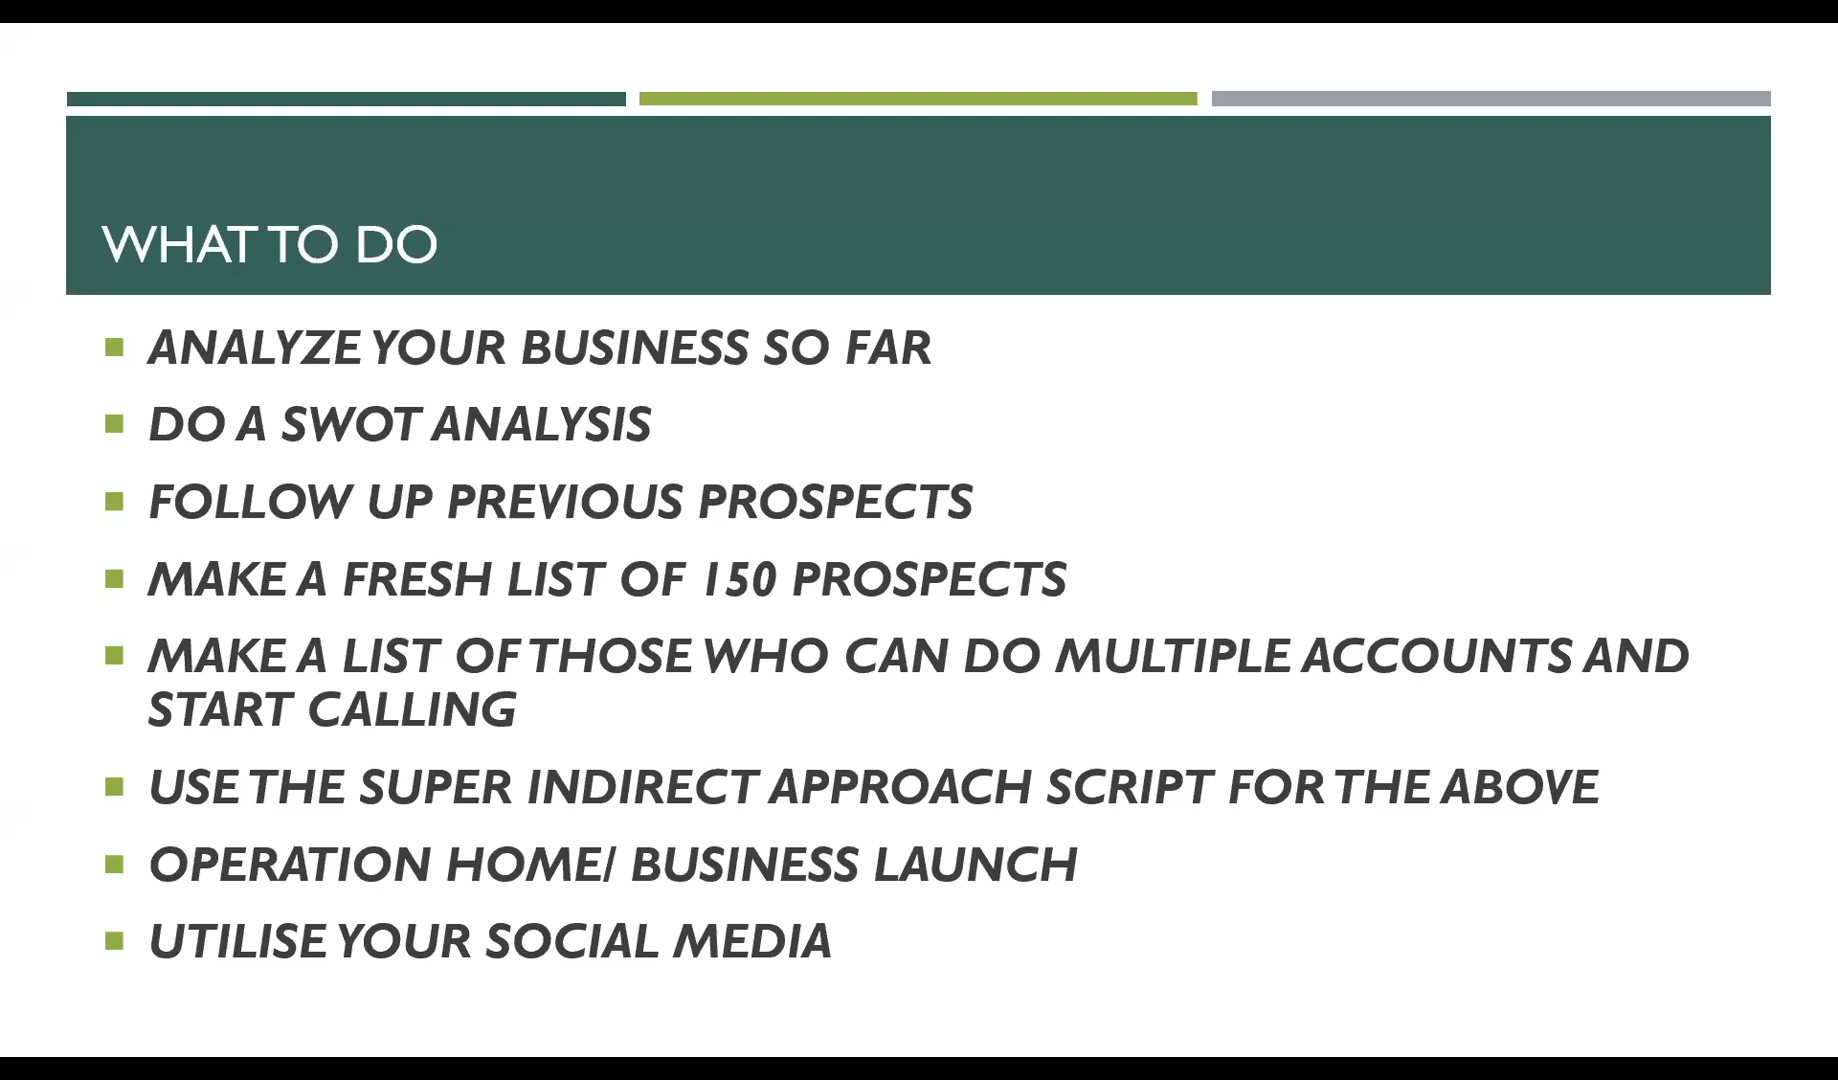 WHAT TO DO
ANALYZE YOUR BUSINESS SO FAR
DO A SWOT ANALYSIS
FOLLOW UP PREVIOUS PROSPECTS
MAKE A FRESH LIST OF 150 PROSPECTS
MAKE A LIST OF THOSE WHO CAN DO MULTIPLE ACCOUNTS AND
START CALLING
USE THE SUPER INDIRECT APPROACH SCRIPT FOR THE ABOVE
OPERATION HOME/ BUSINESS LAUNCH
UTILISE YOUR SOCIAL MEDIA